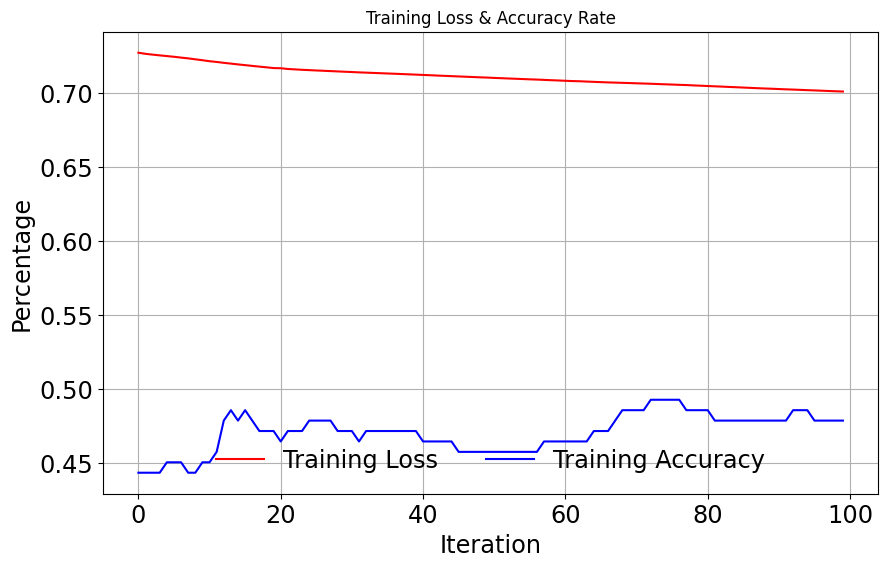 Training Loss & Accuracy Rate
Percentage
0.70
0.65
0.60
0.55
0.50
0.45
Training Loss
Training Accuracy
0 20 40 60 80 100
Iteration